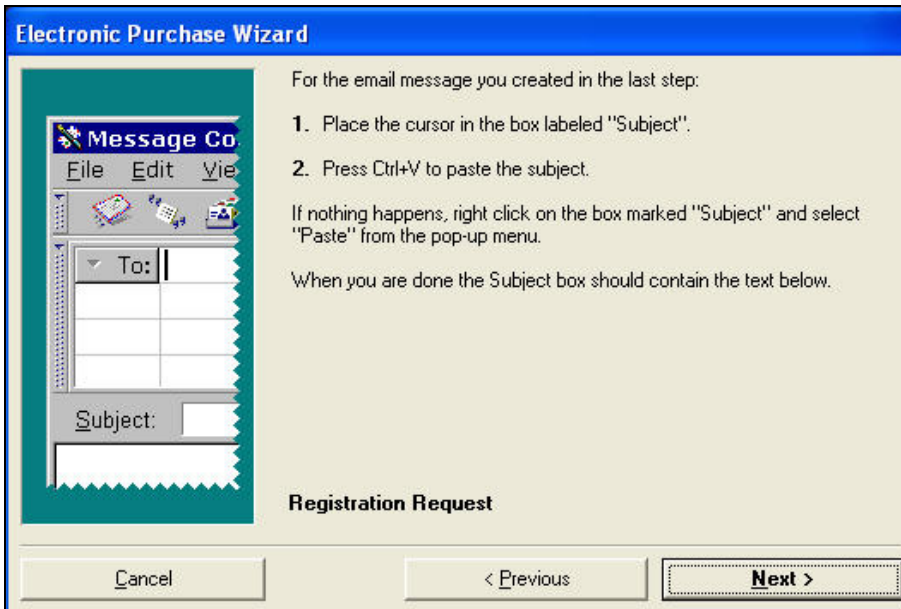 Electronic Purchase Wizard
For the email message you created in the last step:
1. Place the cursor in the box labeled "Subject".
2. Press Ctrl+V to paste the subject.
If nothing happens, right click on the box marked "Subject" and select
"Paste" from the pop-up menu.
When you are done the Subject box should contain the text below.
Message Co
File Edit Vie
To:
Subject:
Registration Request
Cancel
< Previous
Next >